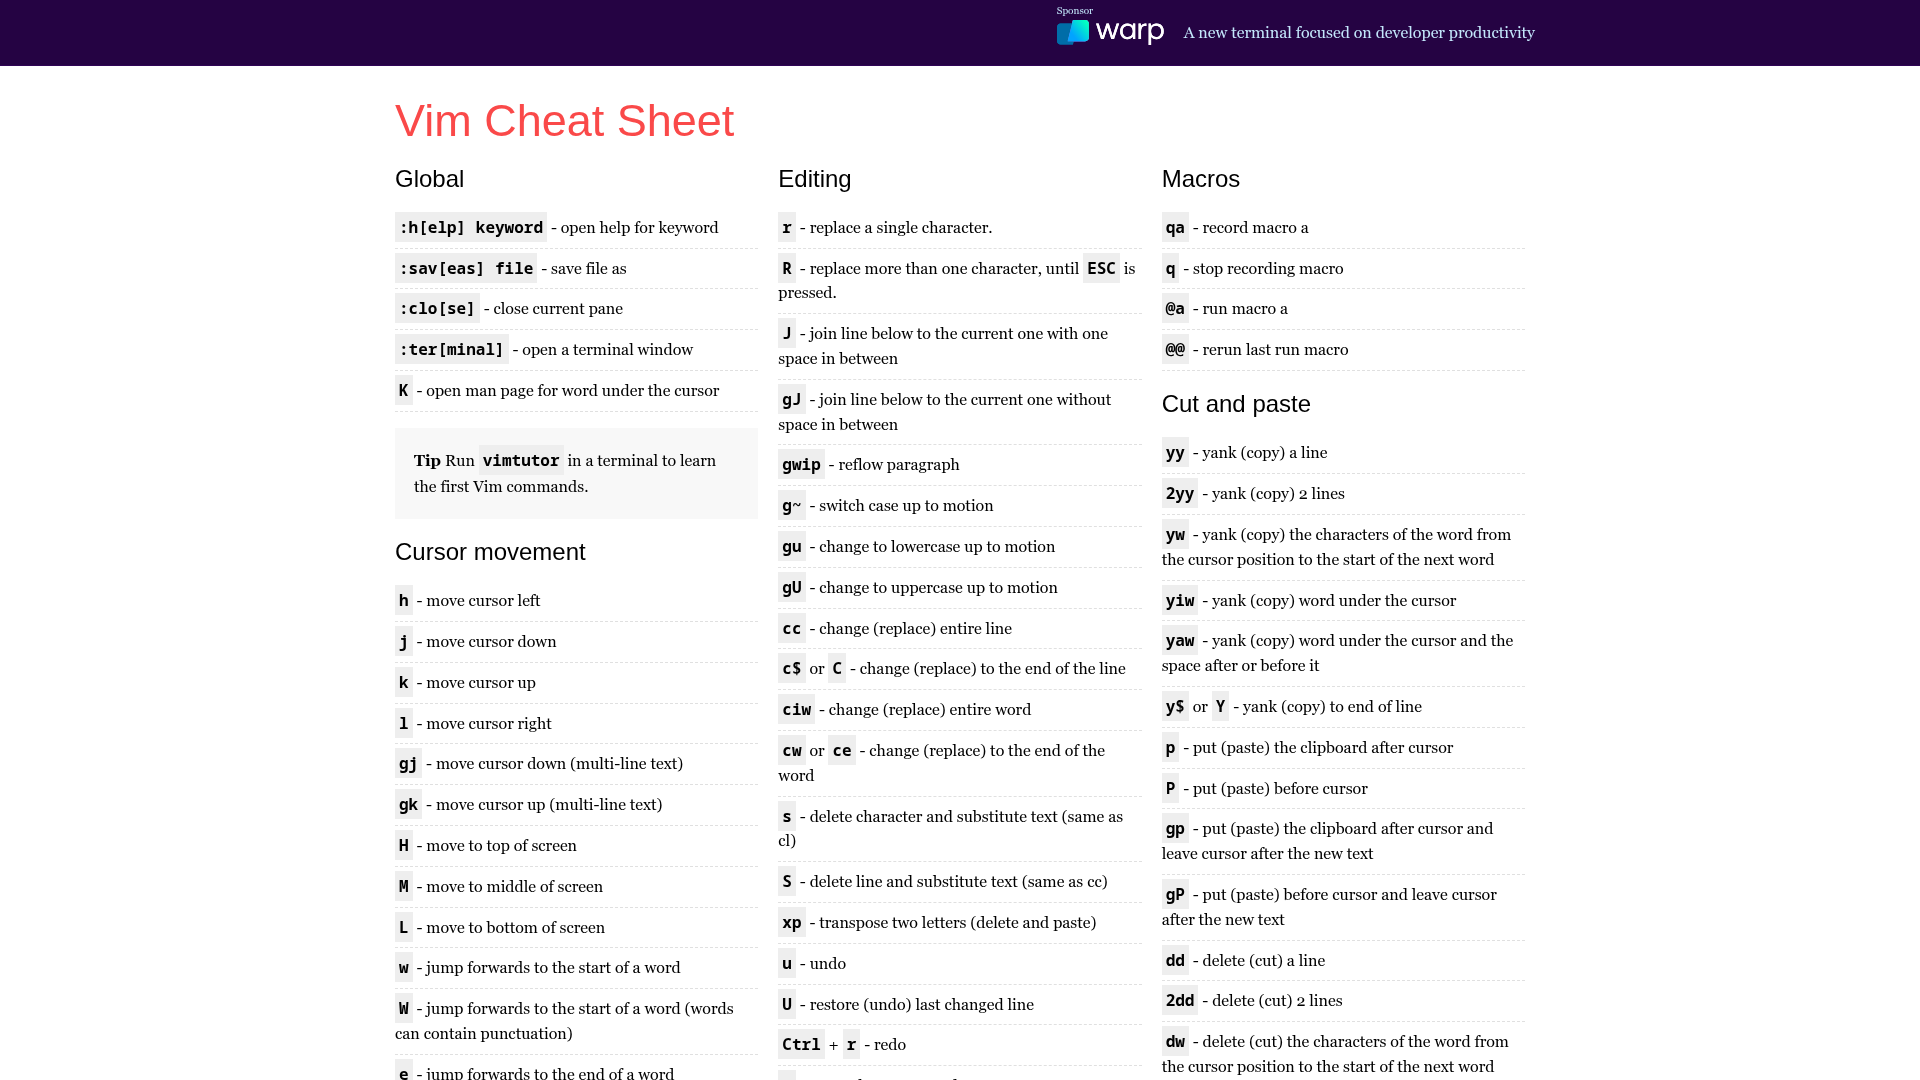 Sponsor
warp
A new terminal focused on developer productivity
Vim Cheat Sheet
Global
:h[elp] keyword - open help for keyword
:sav[eas] file - save file as
:clo[se] - close current pane
:ter[minal] - open a terminal window
K - open man page for word under the cursor
Tip Run vimtutor in a terminal to learn
the first Vim commands.
Cursor movement
h - move cursor left
j - move cursor down
k - move cursor up
l - move cursor right
gj - move cursor down (multi-line text)
gk - move cursor up (multi-line text)
H - move to top of screen
M - move to middle of screen
L - move to bottom of screen
w - jump forwards to the start of a word
W - jump forwards to the start of a word (words
can contain punctuation)
e - jump forwards to the end of a word
Editing
r - replace a single character.
R - replace more than one character, until ESC is
pressed.
J - join line below to the current one with one
space in between
gJ - join line below to the current one without
space in between
gwip - reflow paragraph
g~ - switch case up to motion
gu - change to lowercase up to motion
gU - change to uppercase up to motion
cc - change (replace) entire line
c$ or C - change (replace) to the end of the line
ciw - change (replace) entire word
cw or ce - change (replace) to the end of the
word
s - delete character and substitute text (same as
cl)
S - delete line and substitute text (same as cc)
xp - transpose two letters (delete and paste)
u - undo
U - restore (undo) last changed line
Ctrl + r - redo
Macros
qa - record macro a
q - stop recording macro
@a - run macro a
@@ - rerun last run macro
Cut and paste
yy - yank (copy) a line
2yy - yank (copy) 2 lines
yw - yank (copy) the characters of the word from
the cursor position to the start of the next word
yiw - yank (copy) word under the cursor
yaw - yank (copy) word under the cursor and the
space after or before it
y$ or Y - yank (copy) to end of line
p - put (paste) the clipboard after cursor
P - put (paste) before cursor
gp - put (paste) the clipboard after cursor and
leave cursor after the new text
gP - put (paste) before cursor and leave cursor
after the new text
dd - delete (cut) a line
2dd - delete (cut) 2 lines
dw - delete (cut) the characters of the word from
the cursor position to the start of the next word